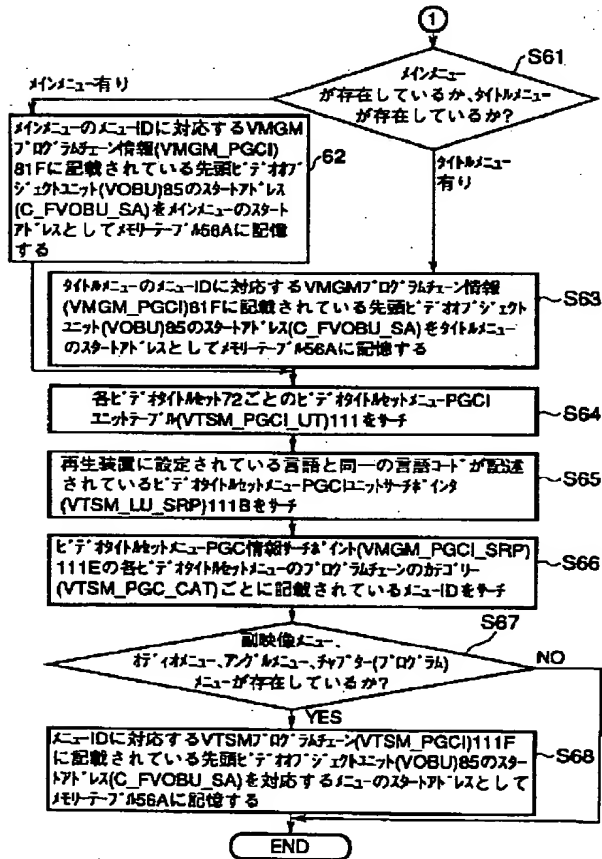 1
S61
メインメニュー
が存在しているか、タイトルメニュー
が存在しているか?
メインメニュー有り
タイトルメニュー
有り
メインメニューのメニューIDに対応するVMGM
プログラムチェーン情報(VMGM_PGCI)
81Fに記載されている先頭ビデオオブ
ジェクトユニット(VOBU)85のスタートアドレス
(C_FVOBU_SA)をメインメニューのスタート
アドレスとしてメモリーテーブル56Aに記憶
する
62
タイトルメニューのメニューIDに対応するVMGMプログラムチェーン情報
(VMGM_PGCI)81Fに記載されている先頭ビデオオブジェクト
ユニット(VOBU)85のスタートアドレス(C_FVOBU_SA)をタイトルメニュー
のスタートアドレスとしてメモリーテーブル56Aに記憶する
S63
各ビデオタイトルセット72ごとのビデオタイトルセットメニューPGCI
ユニットテーブル(VTSM_PGCI_UT)111をサーチ
S64
再生装置に設定されている言語と同一の言語コードが記述
されているビデオタイトルセットメニューPGCIユニットサーチポインタ
(VTSM_LU_SRP)111Bをサーチ
S65
ビデオタイトルセットメニューPGC情報サーチポイント(VMGM_PGCI_SRP)
111Eの各ビデオタイトルセットメニューのプログラムチェーンのカテゴリー
(VTSM_PGC_CAT)ごとに記載されているメニューIDをサーチ
S66
S67
副映像メニュー、
オディオメニュー、アングルメニュー、チャプター(プログラム)
メニューが存在しているか?
NO
YES
メニューIDに対応するVTSMプログラムチェーン(VTSM_PGCI)111F
に記載されている先頭ビデオオブジェクトユニット(VOBU)85のスター
トアドレス(C_FVOBU_SA)を対応するメニューのスタートアドレスとして
メモリーテーブル56Aに記憶する
S68
END